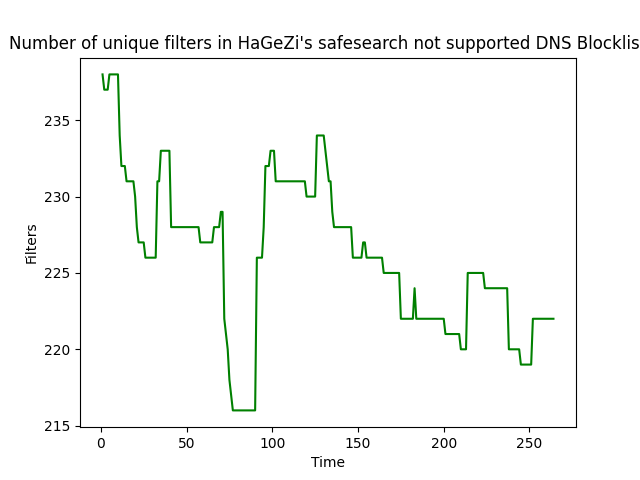 Number of unique filters in HaGeZi's safesearch not supported DNS Blocklis
235
230
225
220
215
Filters
0 50 100 150 200 250
Time